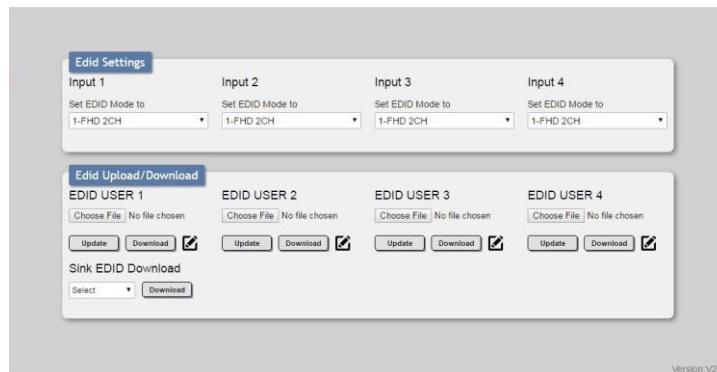 Edid Settings
Input 1 Input 2 Input 3 Input 4
Set EDID Mode to Set EDID Mode to Set EDID Mode to Set EDID Mode to
1-FHD 2CH 1-FHD 2CH 1-FHD 2CH 1-FHD 2CH
Edid Upload/Download
EDID USER 1 EDID USER 2 EDID USER 3 EDID USER 4
Choose File No file chosen Choose File No file chosen Choose File No file chosen Choose File No file chosen
Update Download Update Download Update Download Update Download
Sink EDID Download
Select Download
Version:V2